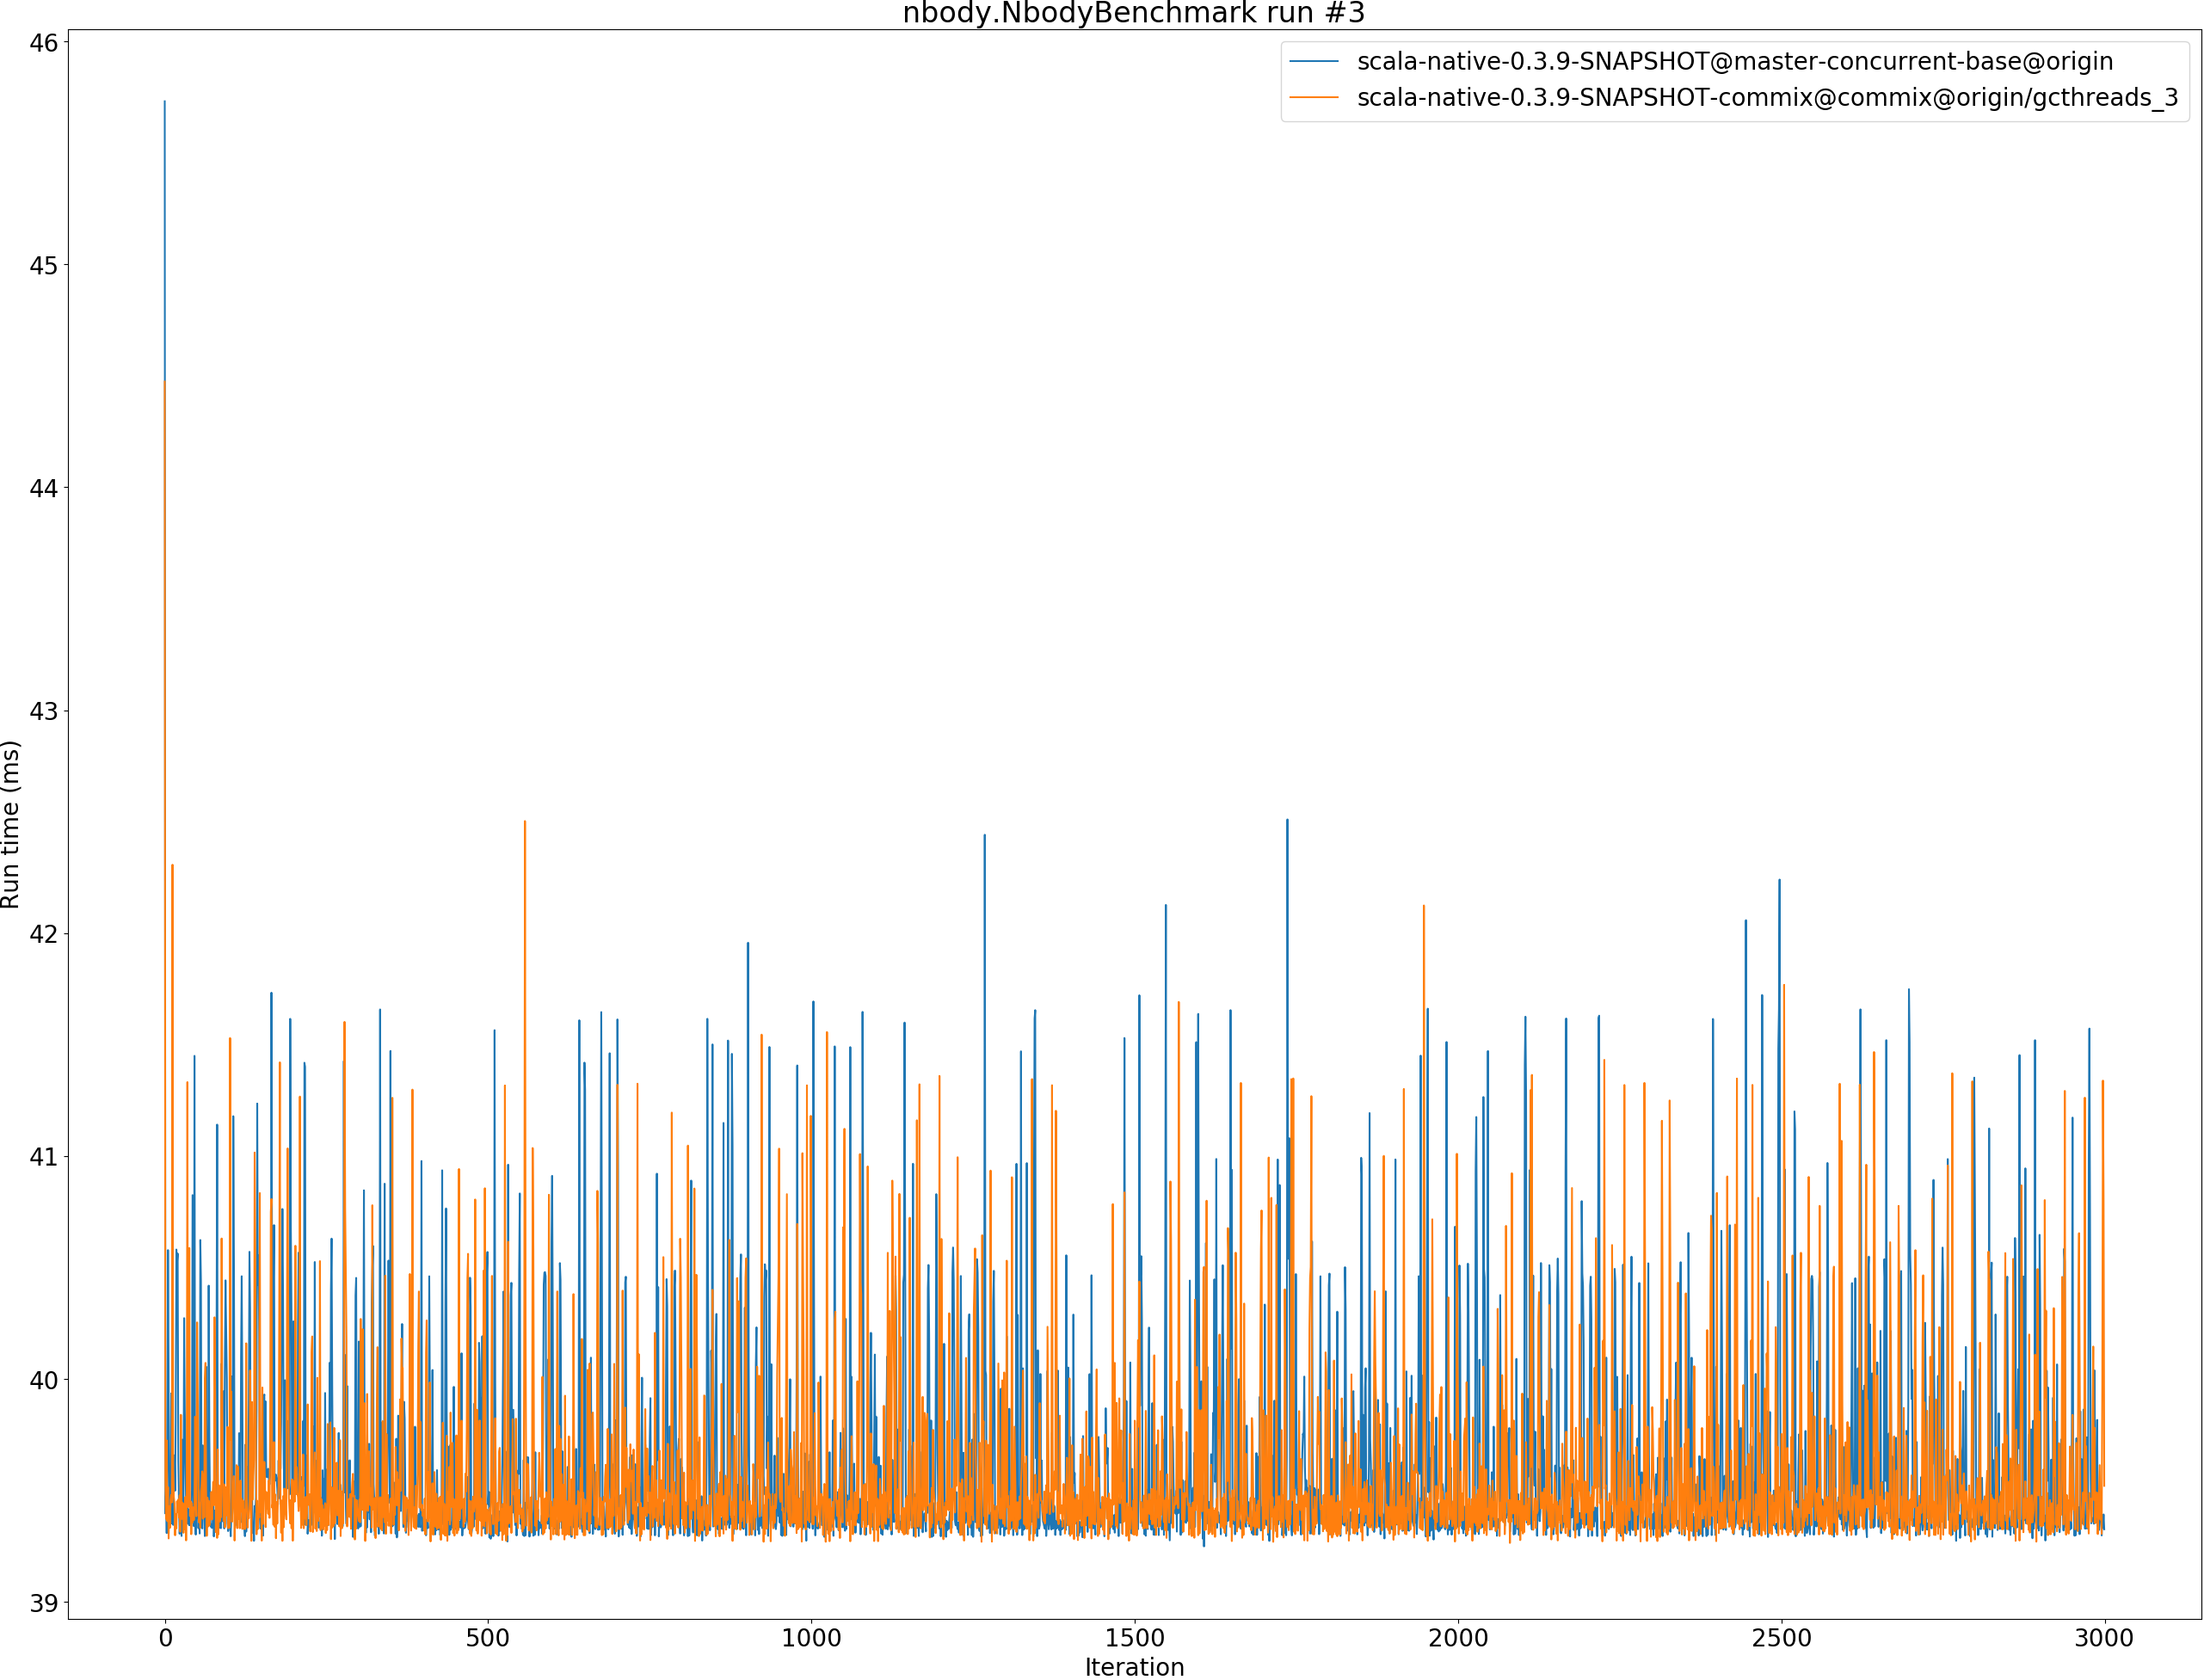 nbody.NbodyBenchmark run #3
scala-native-0.3.9-SNAPSHOT@master-concurrent-base@origin
scala-native-0.3.9-SNAPSHOT-commix@commix@origin/gcthreads_3
46
45
44
43
42
41
40
39
Run time (ms)
0 500 1000 1500 2000 2500 3000
Iteration